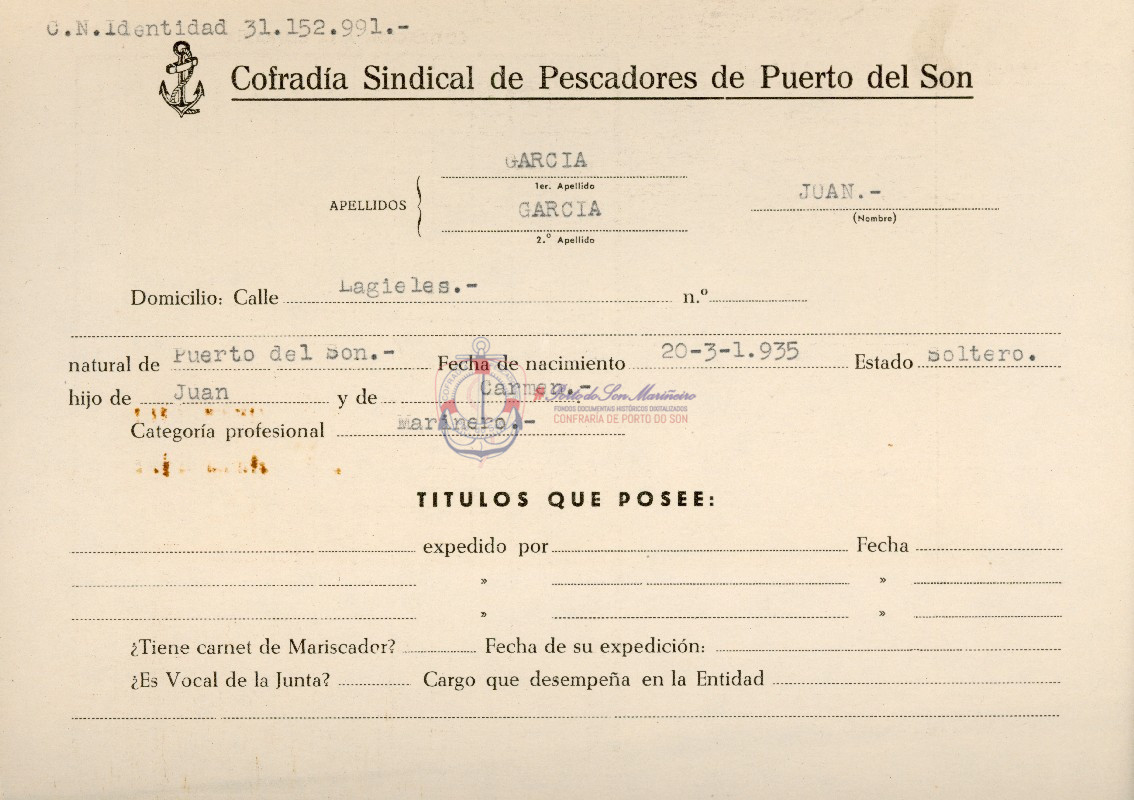 C.N.Identidad 31.152.991.-
Cofradía Sindical de Pescadores de Puerto del Son
GARCIA
1er. Apellido
APELLIDOS
JUAN.-
(Nombre)
GARCIA
2.º Apellido
Domicilio: Calle Lagieles.- n.º
natural de Puerto del Son.- Fecha de nacimiento 20-3-1.935 Estado Soltero.
hijo de Juan y de Carmen.-
Porto do Son Mariñeiro
FONDOS DOCUMENTAIS HISTÓRICOS DIXITALIZADOS
CONFRARÍA DE PORTO DO SON
Categoría profesional Marinero.-
TITULOS QUE POSEE:
expedido por Fecha
» »
» »
¿Tiene carnet de Mariscador? Fecha de su expedición:
¿Es Vocal de la Junta? Cargo que desempeña en la Entidad